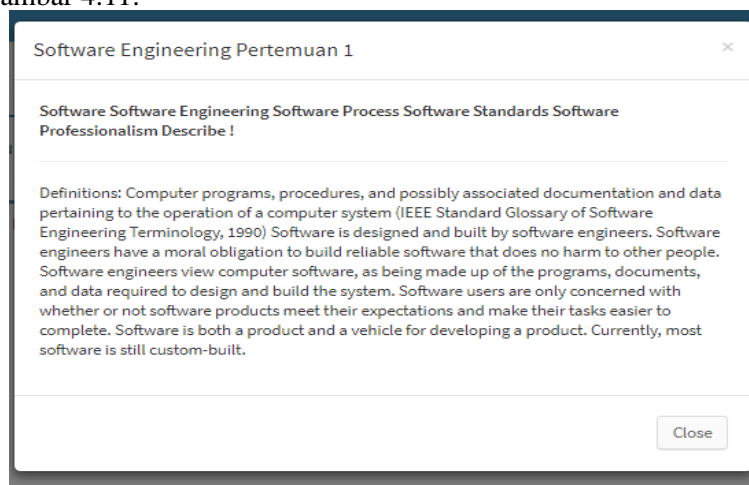 ambar 4.11.
Software Engineering Pertemuan 1
×
Software Software Engineering Software Process Software Standards Software
Professionalism Describe !
Definitions: Computer programs, procedures, and possibly associated documentation and data
pertaining to the operation of a computer system (IEEE Standard Glossary of Software
Engineering Terminology, 1990) Software is designed and built by software engineers. Software
engineers have a moral obligation to build reliable software that does no harm to other people.
Software engineers view computer software, as being made up of the programs, documents,
and data required to design and build the system. Software users are only concerned with
whether or not software products meet their expectations and make their tasks easier to
complete. Software is both a product and a vehicle for developing a product. Currently, most
software is still custom-built.
Close